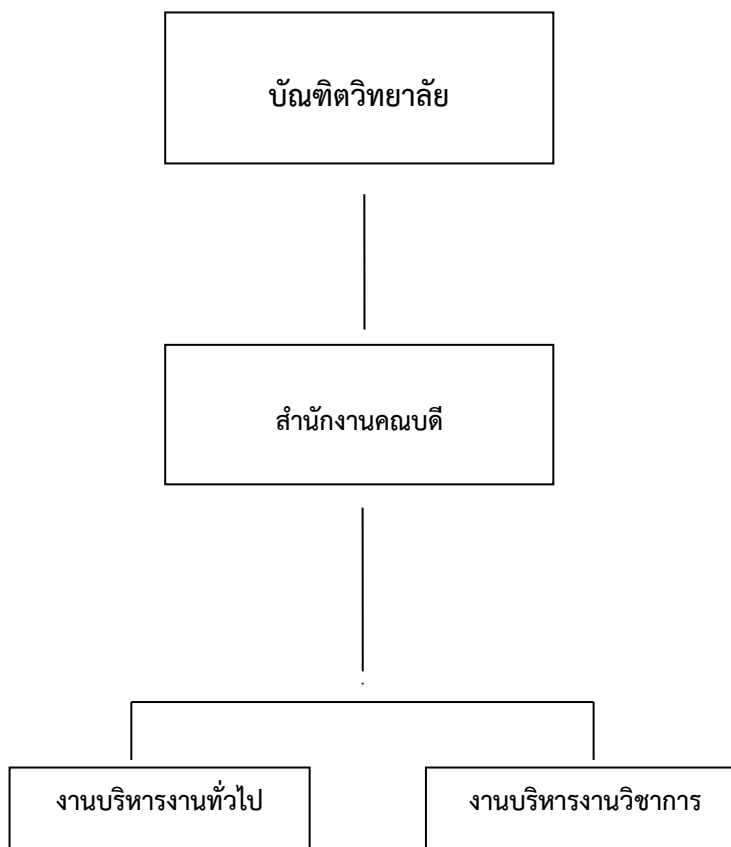 บัณฑิตวิทยาลัย
สำนักงานคณบดี
งานบริหารงานทั่วไป
งานบริหารงานวิชาการ